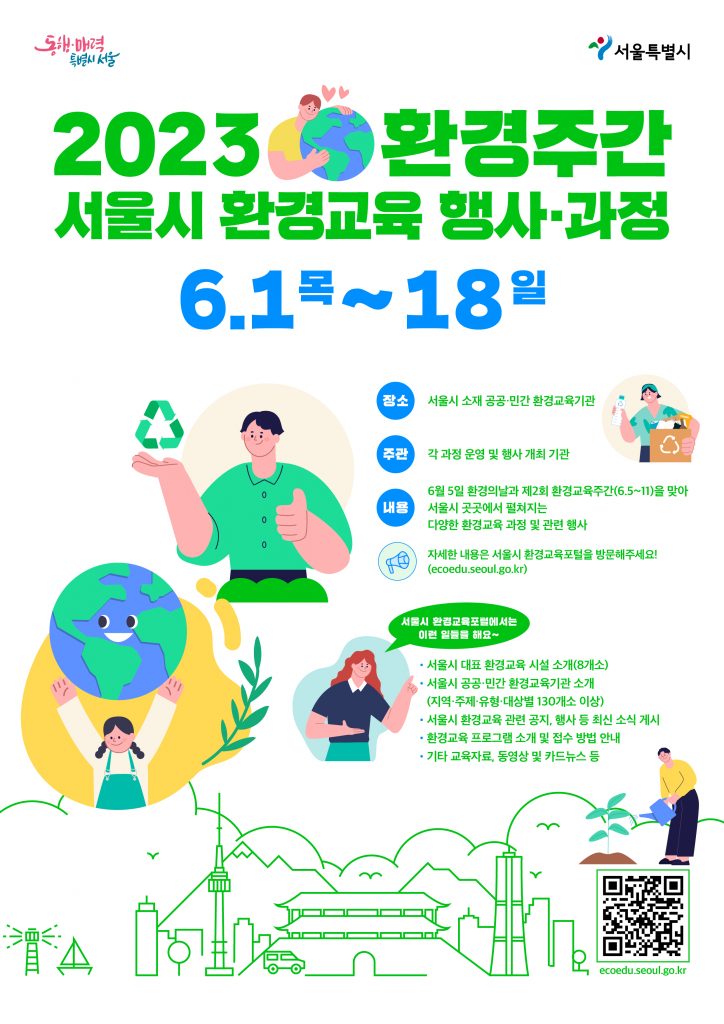 동행·매력
특별시 서울
서울특별시
2023 환경주간
서울시 환경교육 행사·과정
6.1목~18일
장소 서울시 소재 공공·민간 환경교육기관
주관 각 과정 운영 및 행사 개최 기관
내용 6월 5일 환경의날과 제2회 환경교육주간(6.5~11)을 맞아
서울시 곳곳에서 펼쳐지는
다양한 환경교육 과정 및 관련 행사
자세한 내용은 서울시 환경교육포털을 방문해주세요!
(ecoedu.seoul.go.kr)
서울시 환경교육포털에서는
이런 일들을 해요~
· 서울시 대표 환경교육 시설 소개(8개소)
· 서울시 공공·민간 환경교육기관 소개
(지역·주제·유형·대상별 130개소 이상)
· 서울시 환경교육 관련 공지, 행사 등 최신 소식 게시
· 환경교육 프로그램 소개 및 접수 방법 안내
· 기타 교육자료, 동영상 및 카드뉴스 등
ecoedu.seoul.go.kr